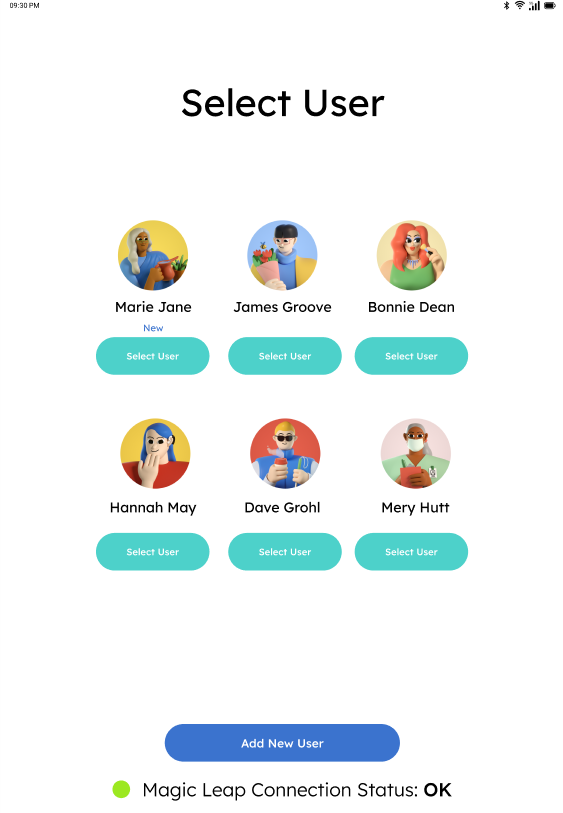 09:30 PM
Select User
Marie Jane
James Groove
Bonnie Dean
New
Select User
Select User
Select User
Hannah May
Dave Grohl
Mery Hutt
Select User
Select User
Select User
Add New User
Magic Leap Connection Status: OK